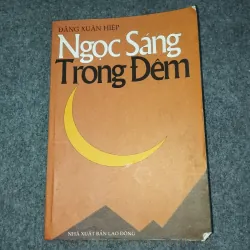 ĐẶNG XUÂN HIỆP
Ngọc Sáng
Trong Đêm
NHÀ XUẤT BẢN LAO ĐỘNG